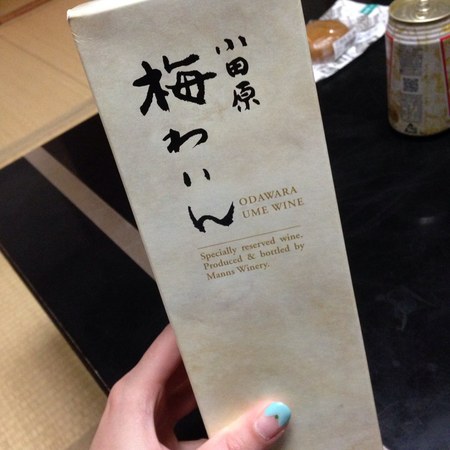 小田原
梅わいん
ODAWARA
UME WINE
Specially reserved wine.
Produced & bottled by
Manns Winery.